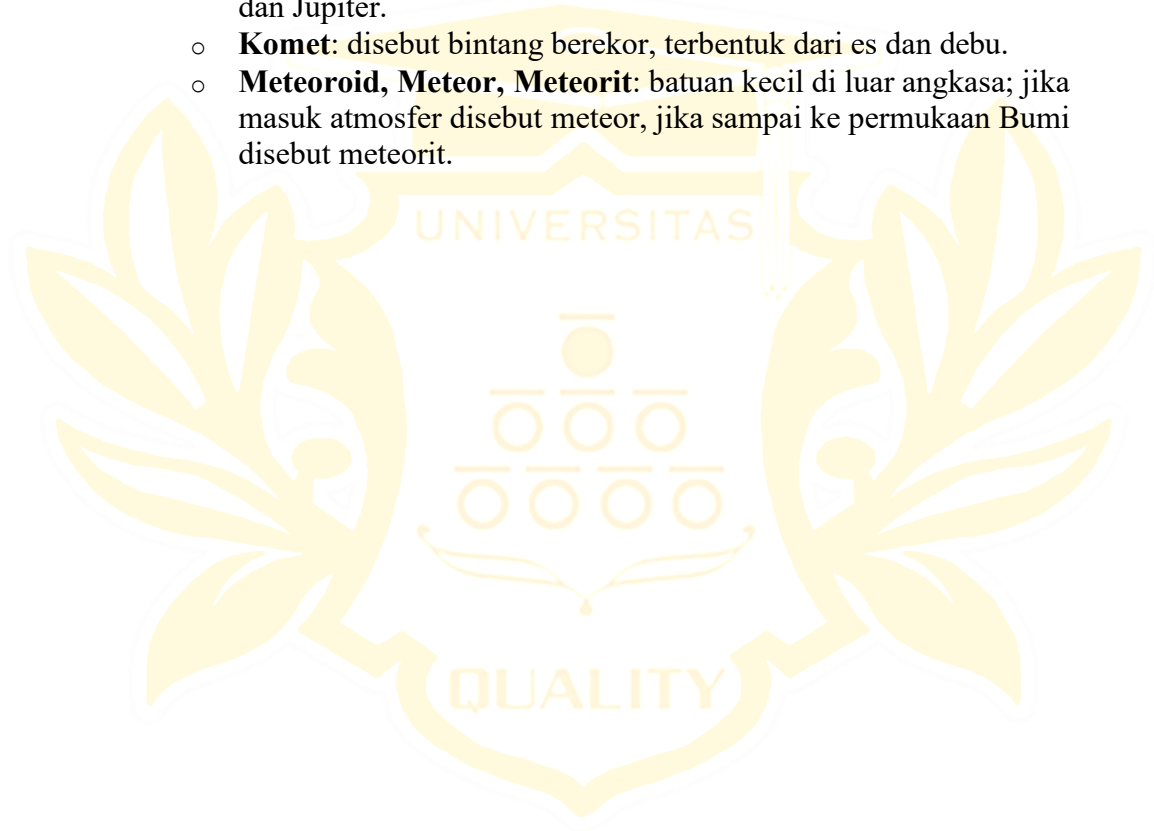 dan Jupiter.
○ Komet: disebut bintang berekor, terbentuk dari es dan debu.
○ Meteoroid, Meteor, Meteorit: batuan kecil di luar angkasa; jika
masuk atmosfer disebut meteor, jika sampai ke permukaan Bumi
disebut meteorit.
UNIVERSITAS
QUALITY